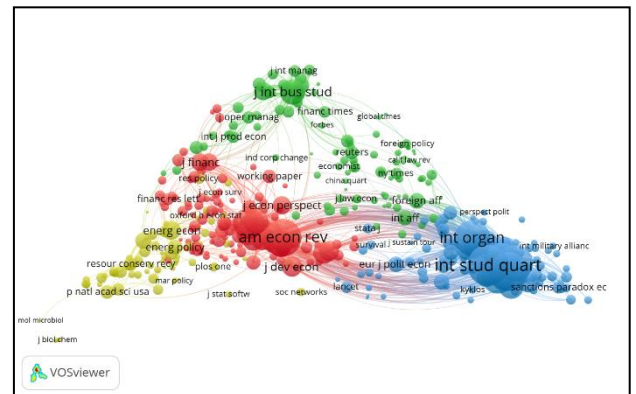 j int manag
j int bus stud
j oper manag
financ times
global times
forbes
int j prod econ
foreign policy
reuters
cal law rev
j financ
ind corp change
economist
ny times
res policy
working paper
china quart
j econ surv
financ res lett
j law econ
foreign aff
j econ perspect
oxford b econ stat
int aff
perspect polit
energ econ
stata j
am econ rev
int organ
energ policy
survival
j sustain tour
int military allianc
resour conserv recy
plos one
j dev econ
eur j polit econ
int stud quart
mar policy
p natl acad sci usa
j stat softw
soc networks
lancet
kyklos
sanctions paradox ec
mol microbiol
j biol chem
VOSviewer